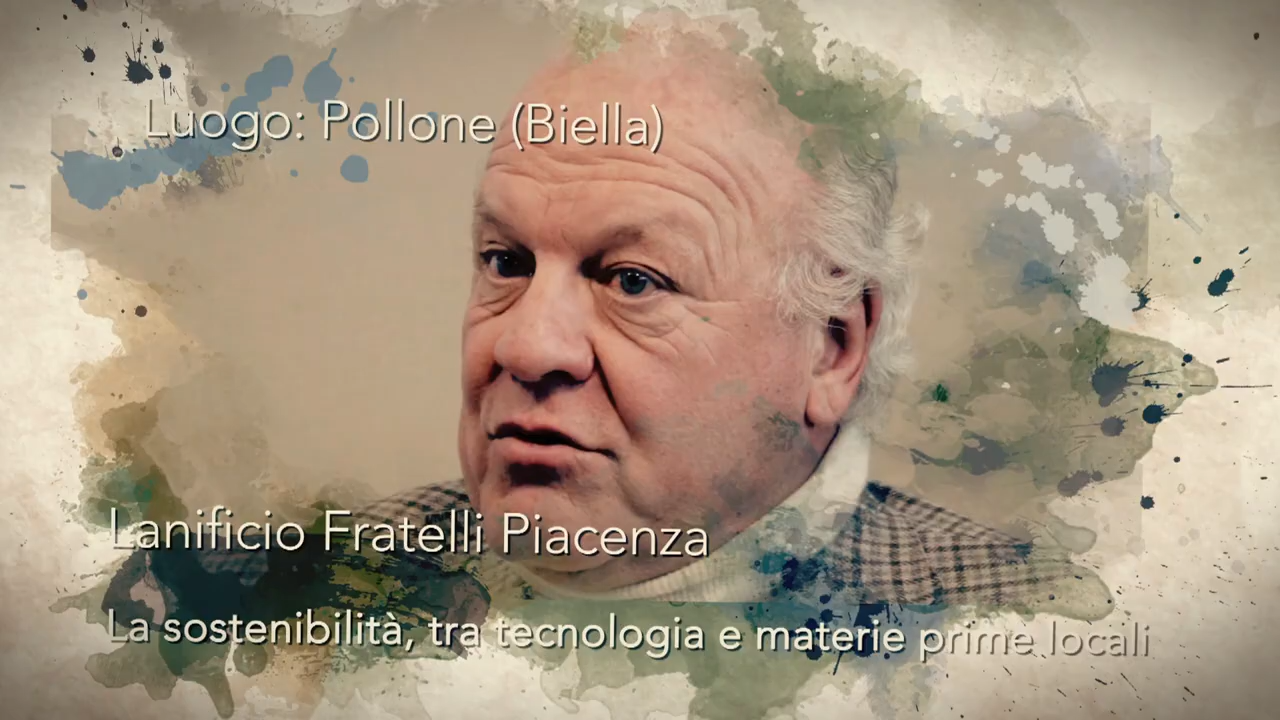 Luogo: Pollone (Biella)
Lanificio Fratelli Piacenza
La sostenibilità, tra tecnologia e materie prime locali